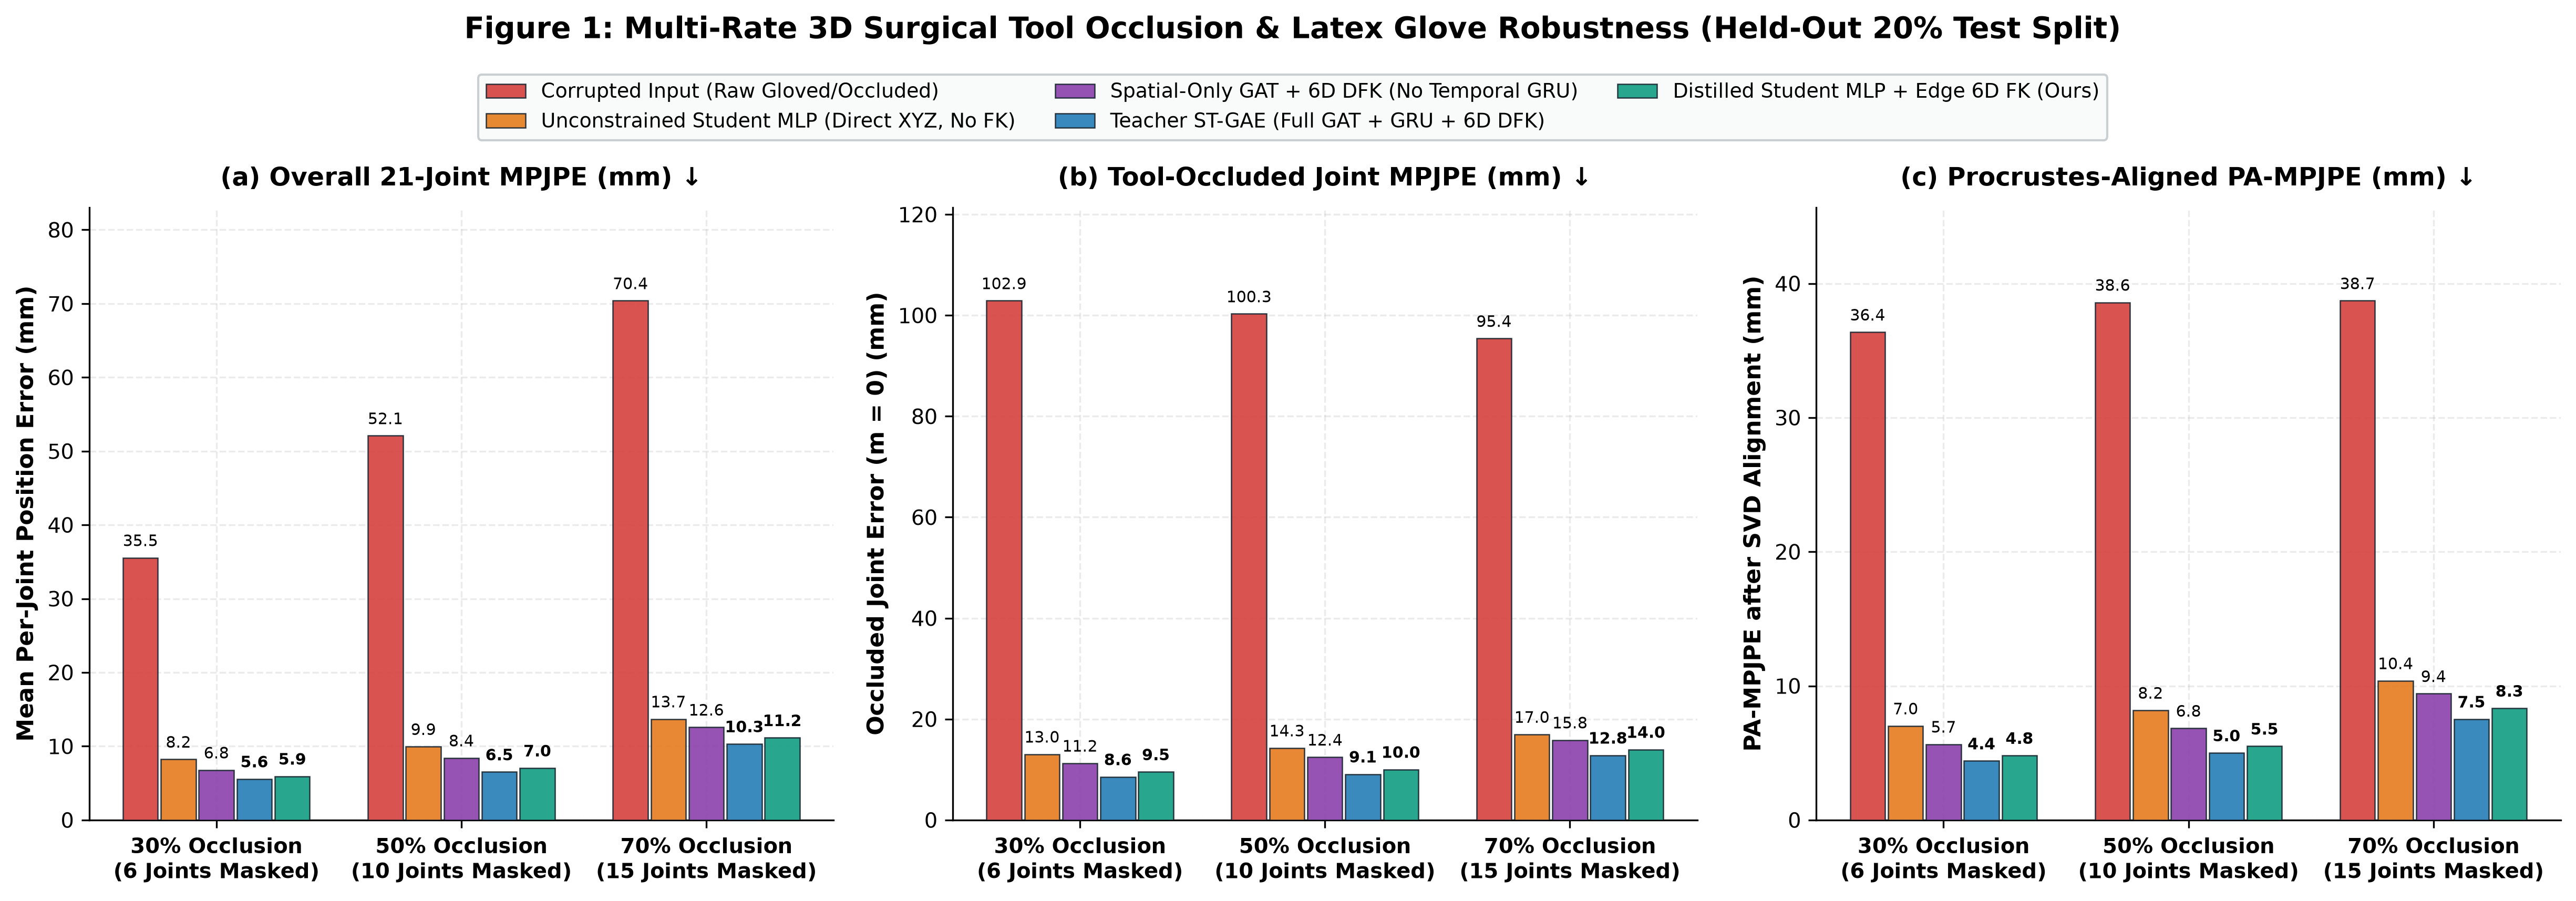 Figure 1: Multi-Rate 3D Surgical Tool Occlusion & Latex Glove Robustness (Held-Out 20% Test Split)
Corrupted Input (Raw Gloved/Occluded)
Unconstrained Student MLP (Direct XYZ, No FK)
Spatial-Only GAT + 6D DFK (No Temporal GRU)
Teacher ST-GAE (Full GAT + GRU + 6D DFK)
Distilled Student MLP + Edge 6D FK (Ours)
(a) Overall 21-Joint MPJPE (mm) ↓
Mean Per-Joint Position Error (mm)
80
70
60
50
40
30
20
10
0
35.5
8.2
6.8
5.6
5.9
52.1
9.9
8.4
6.5
7.0
70.4
13.7
12.6
10.3
11.2
30% Occlusion
(6 Joints Masked)
50% Occlusion
(10 Joints Masked)
70% Occlusion
(15 Joints Masked)
(b) Tool-Occluded Joint MPJPE (mm) ↓
Occluded Joint Error (m = 0) (mm)
120
100
80
60
40
20
0
102.9
13.0
11.2
8.6
9.5
100.3
14.3
12.4
9.1
10.0
95.4
17.0
15.8
12.8
14.0
30% Occlusion
(6 Joints Masked)
50% Occlusion
(10 Joints Masked)
70% Occlusion
(15 Joints Masked)
(c) Procrustes-Aligned PA-MPJPE (mm) ↓
PA-MPJPE after SVD Alignment (mm)
40
30
20
10
0
36.4
7.0
5.7
4.4
4.8
38.6
8.2
6.8
5.0
5.5
38.7
10.4
9.4
7.5
8.3
30% Occlusion
(6 Joints Masked)
50% Occlusion
(10 Joints Masked)
70% Occlusion
(15 Joints Masked)